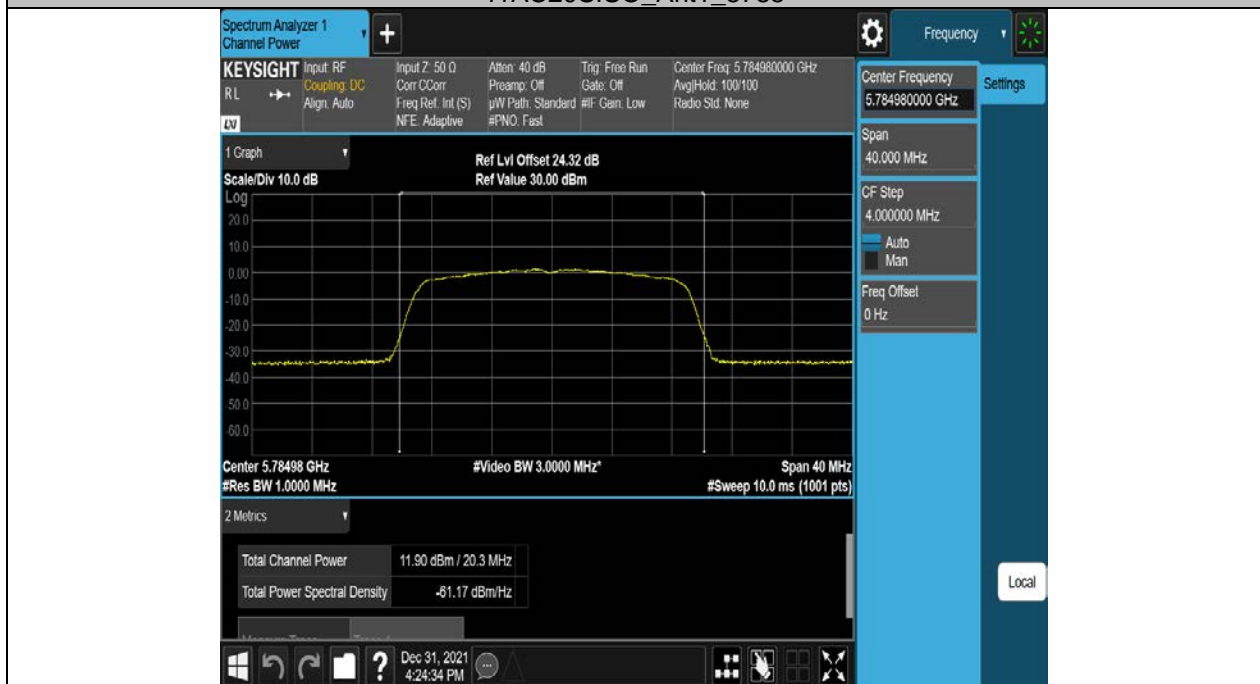 Spectrum Analyzer 1
Channel Power
+
Frequency
KEYSIGHT
RL
LXI
Input: RF
Coupling: DC
Align: Auto
Input Z: 50 Ω
Corr CCorr
Freq Ref: Int (S)
NFE: Adaptive
Atten: 40 dB
Preamp: Off
µW Path: Standard
#PNO: Fast
Trig: Free Run
Gate: Off
#IF Gain: Low
Center Freq: 5.784980000 GHz
Avg|Hold: 100/100
Radio Std: None
Center Frequency
5.784980000 GHz
Settings
Span
40.000 MHz
CF Step
4.000000 MHz
Auto
Man
Freq Offset
0 Hz
1 Graph
Scale/Div 10.0 dB
Ref Lvl Offset 24.32 dB
Ref Value 30.00 dBm
Log
20.0
10.0
0.00
-10.0
-20.0
-30.0
-40.0
-50.0
-60.0
Center 5.78498 GHz
#Res BW 1.0000 MHz
#Video BW 3.0000 MHz*
Span 40 MHz
#Sweep 10.0 ms (1001 pts)
2 Metrics
Total Channel Power 11.90 dBm / 20.3 MHz
Total Power Spectral Density -61.17 dBm/Hz
Local
?
Dec 31, 2021
4:24:34 PM